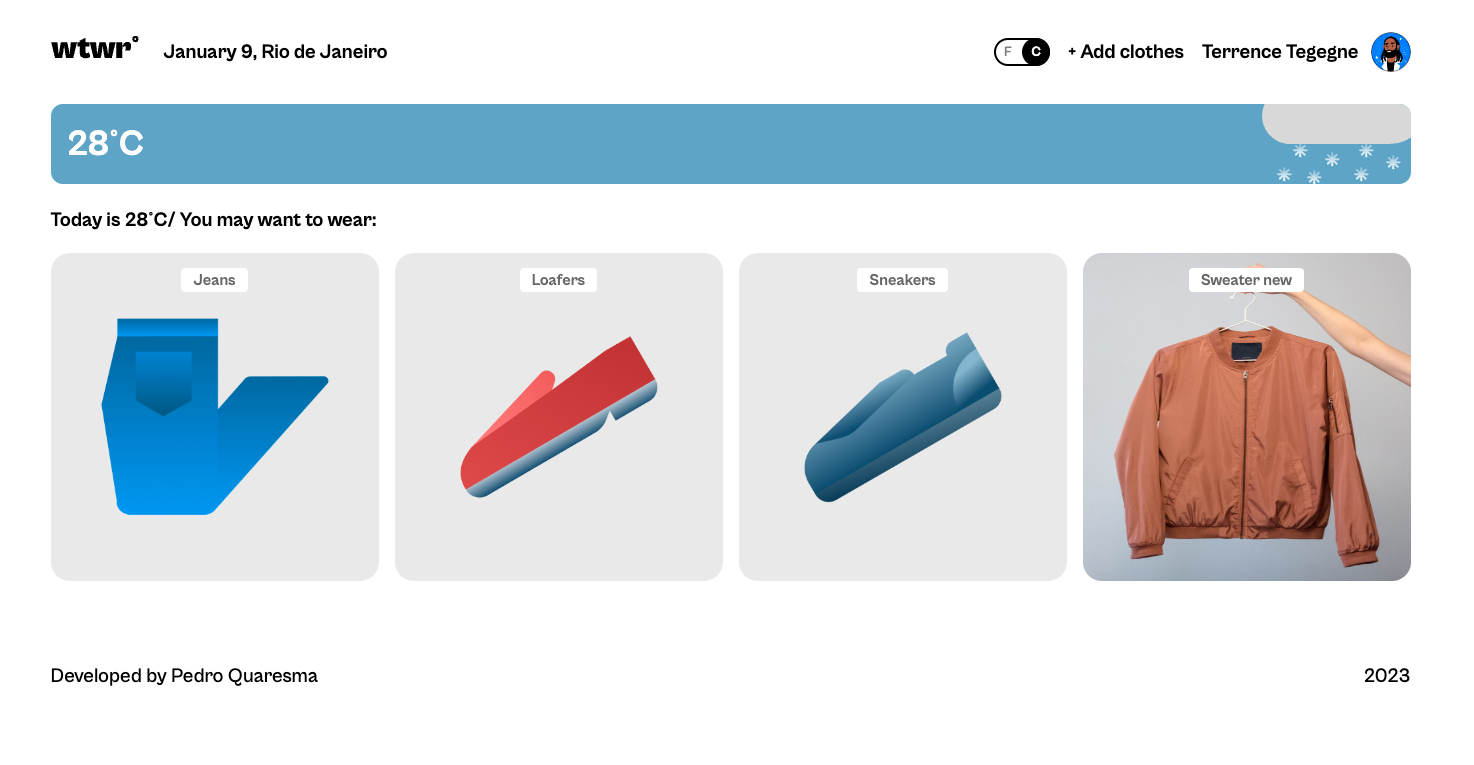 wtwr°
January 9, Rio de Janeiro
F C
+ Add clothes
Terrence Tegegne
28°C
Today is 28°C/ You may want to wear:
Jeans
Loafers
Sneakers
Sweater new
Developed by Pedro Quaresma
2023